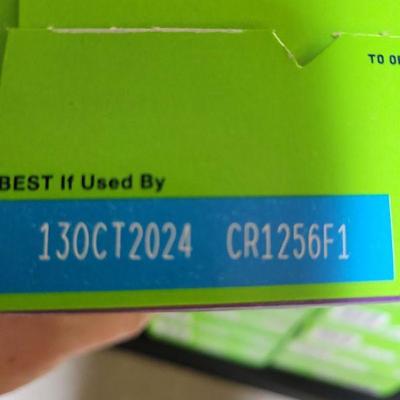 TO
BEST If Used By
13OCT2024 CR1256F1